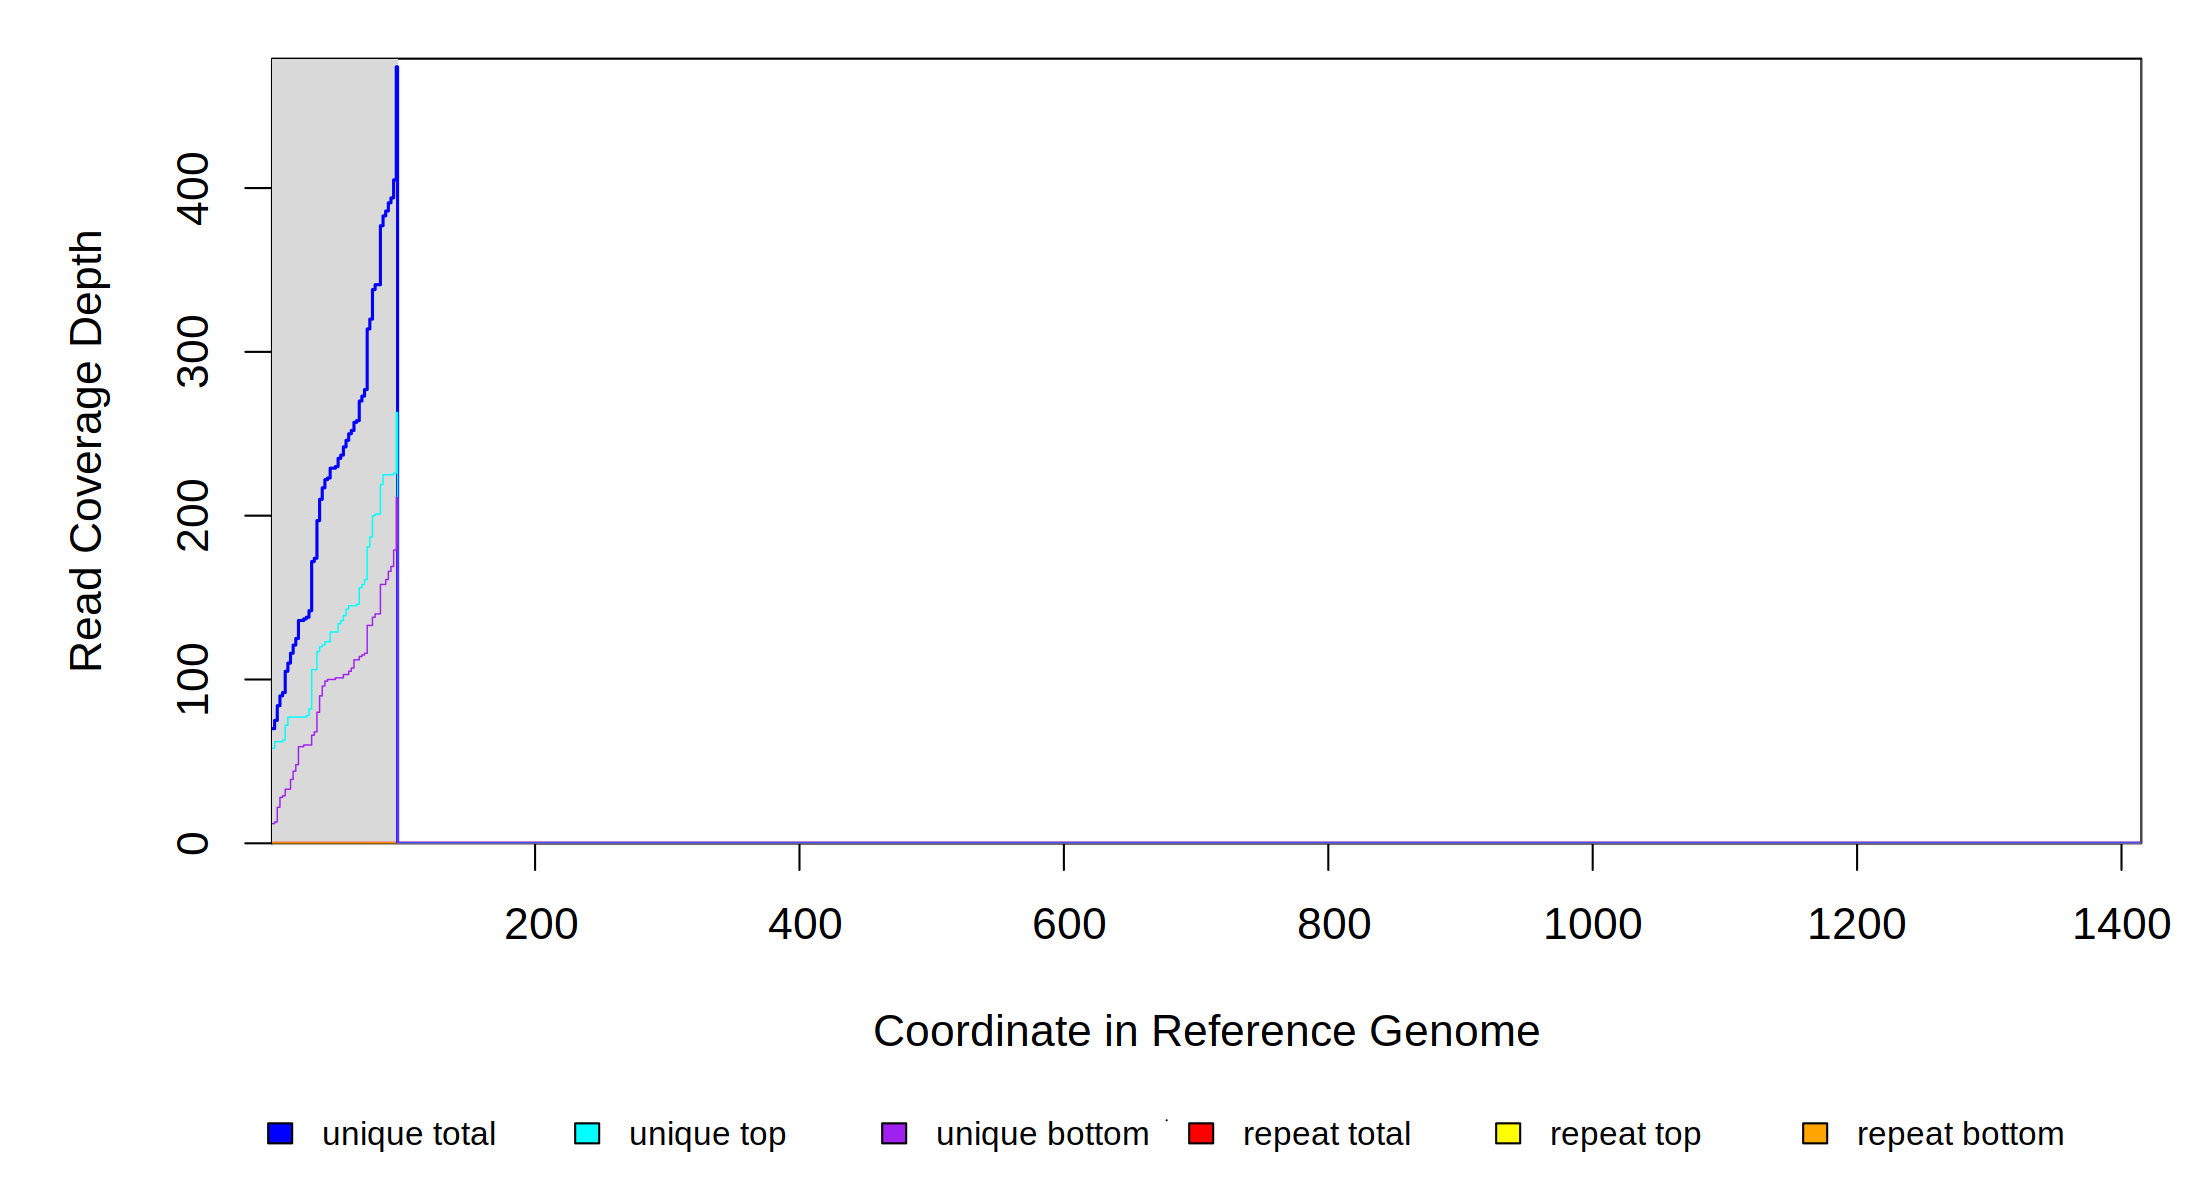 Read Coverage Depth
400
300
200
100
0
200 400 600 800 1000 1200 1400
Coordinate in Reference Genome
unique total unique top unique bottom repeat total repeat top repeat bottom